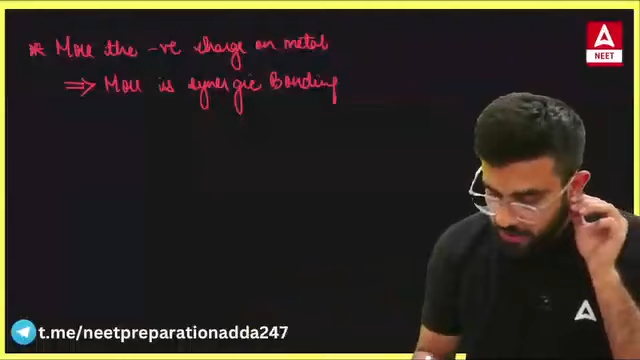 * More the -ve charge on metal
⇒ More is synergic Bonding
A
NEET
A
t.me/neetpreparationadda247